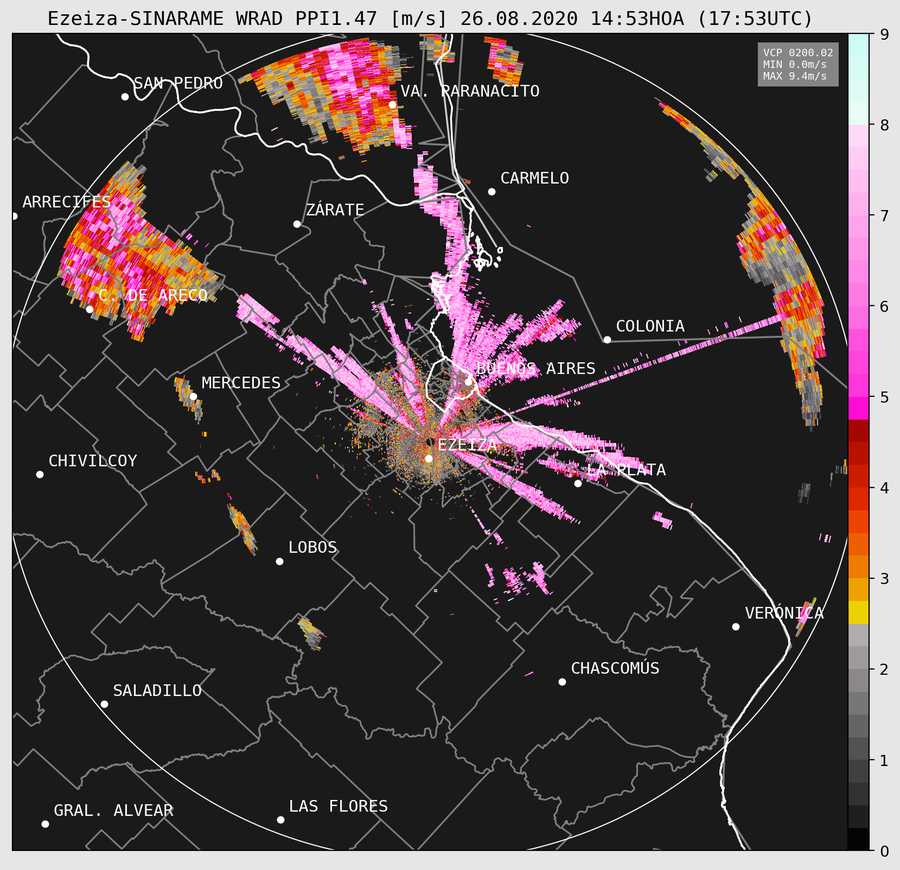 Ezeiza-SINARAME WRAD PPI1.47 [m/s] 26.08.2020 14:53HOA (17:53UTC)
VCP 0200.02
MIN 0.0m/s
MAX 9.4m/s
9
8
7
6
5
4
3
2
1
0
SAN PEDRO
VA. PARANACITO
CARMELO
ARRECIFES
ZÁRATE
C. DE ARECO
COLONIA
BUENOS AIRES
MERCEDES
EZEIZA
CHIVILCOY
LA PLATA
LOBOS
VERÓNICA
CHASCOMÚS
SALADILLO
GRAL. ALVEAR
LAS FLORES